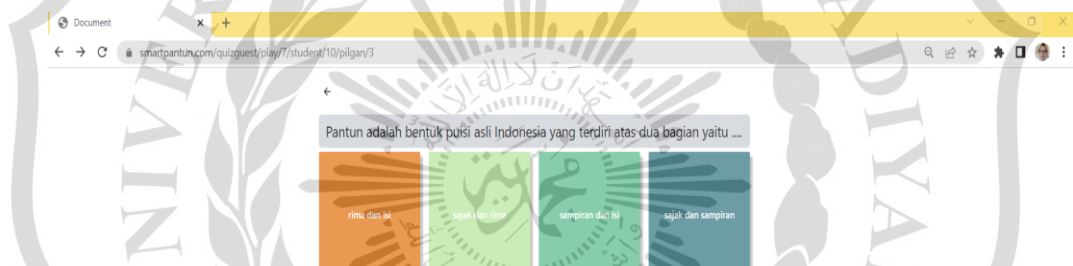 Document
smartpantun.com/quizguest/play/7/student/10/pilgan/3
Pantun adalah bentuk puisi asli Indonesia yang terdiri atas dua bagian yaitu ....
rima dan isi
sajak dan rima
sampiran dan isi
sajak dan sampiran